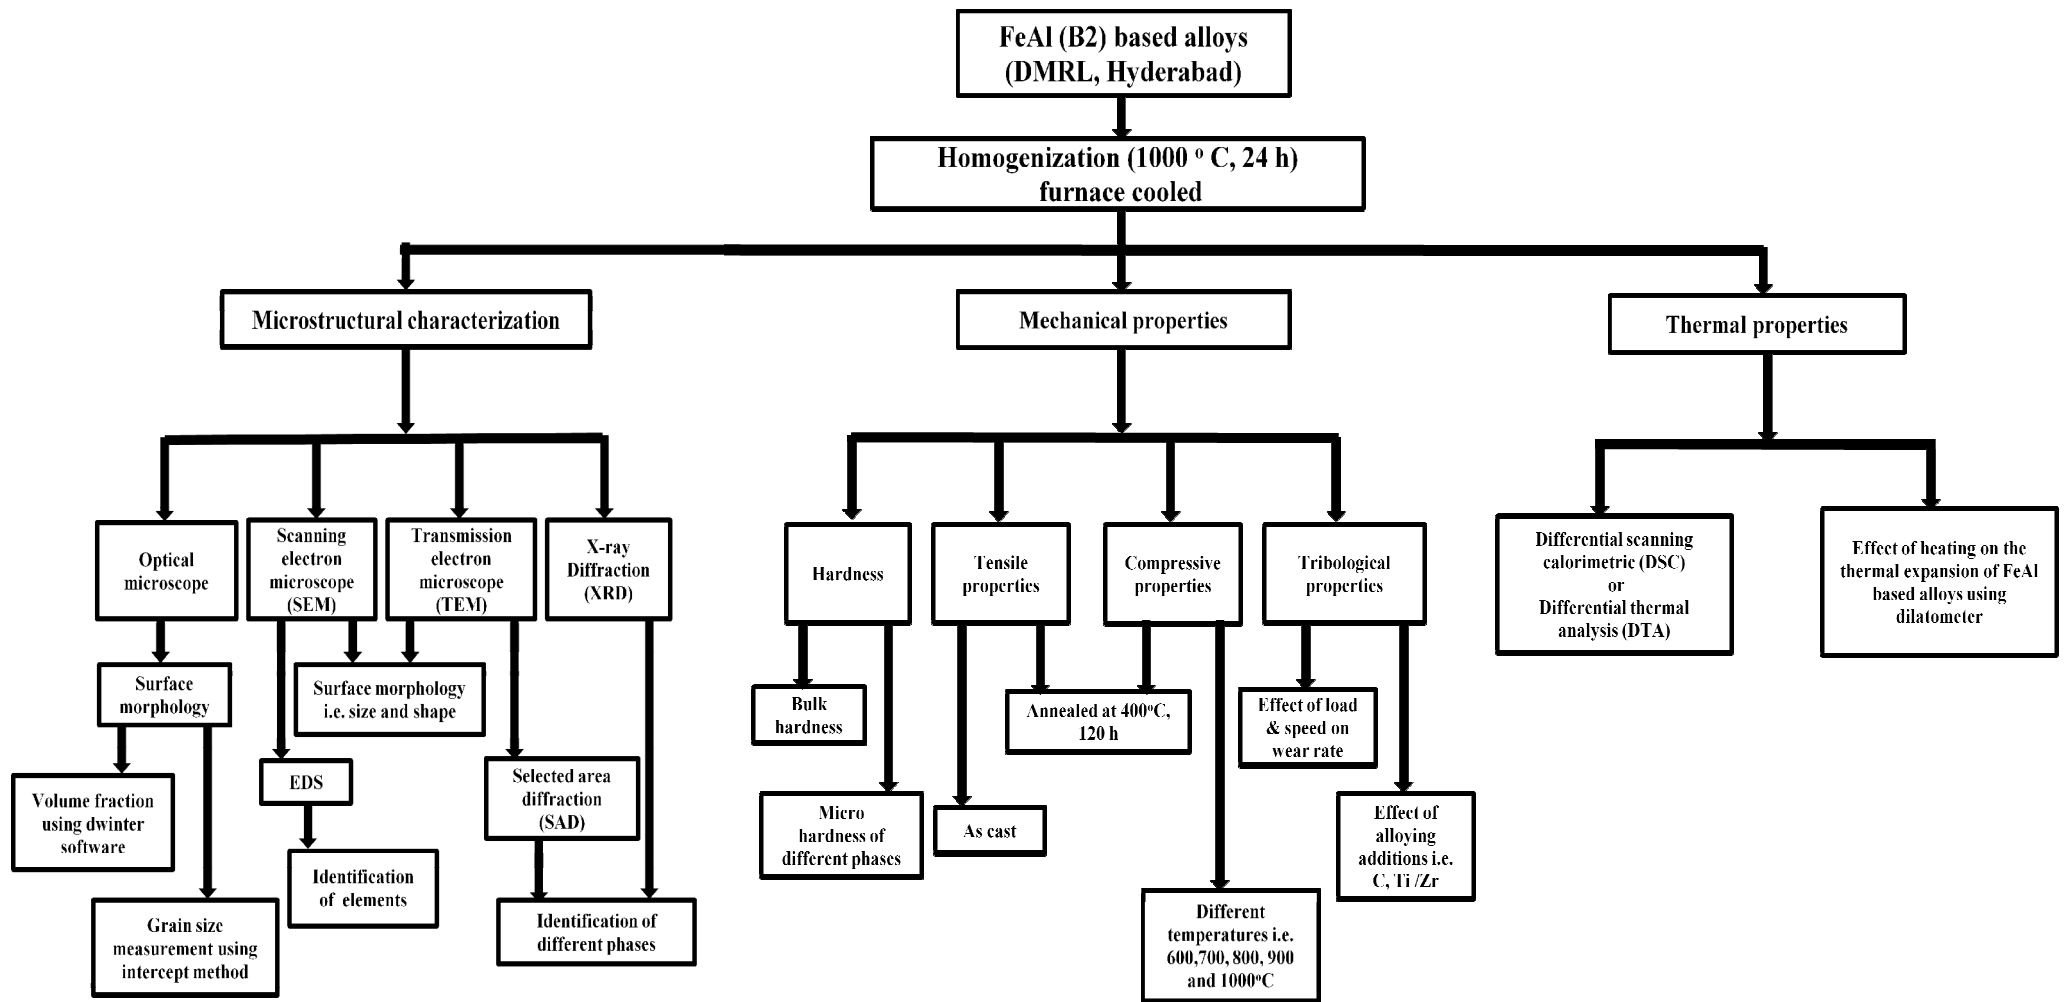 FeAl (B2) based alloys
(DMRL, Hyderabad)
Homogenization (1000 ° C, 24 h)
furnace cooled
Microstructural characterization
Mechanical properties
Thermal properties
Optical
microscope
Scanning
electron
microscope
(SEM)
Transmission
electron
microscope
(TEM)
X-ray
Diffraction
(XRD)
Hardness
Tensile
properties
Compressive
properties
Tribological
properties
Differential scanning
calorimetric (DSC)
or
Differential thermal
analysis (DTA)
Effect of heating on the
thermal expansion of FeAl
based alloys using
dilatometer
Surface
morphology
Surface morphology
i.e. size and shape
Bulk
hardness
Annealed at 400°C,
120 h
Effect of load
& speed on
wear rate
Volume fraction
using dwinter
software
EDS
Selected area
diffraction
(SAD)
Micro
hardness of
different phases
As cast
Effect of
alloying
additions i.e.
C, Ti /Zr
Identification
of elements
Grain size
measurement using
intercept method
Identification of
different phases
Different
temperatures i.e.
600,700, 800, 900
and 1000°C